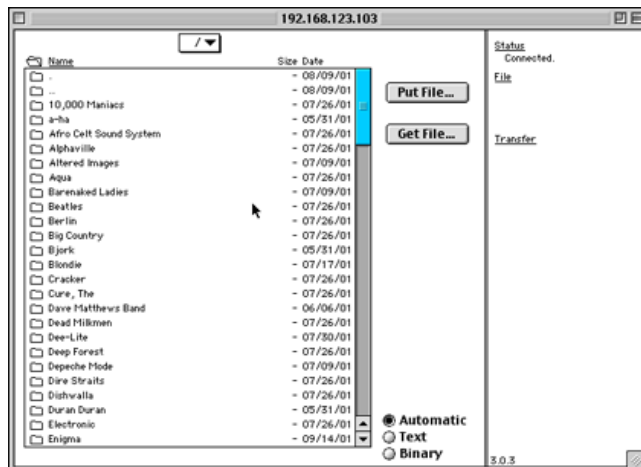 192.168.123.103
/
Name Size Date
. - 08/09/01
.. - 08/09/01
10,000 Maniacs - 07/26/01
a-ha - 05/31/01
Afro Celt Sound System - 07/26/01
Alphaville - 07/26/01
Altered Images - 07/09/01
Aqua - 07/26/01
Barenaked Ladies - 07/09/01
Beatles - 07/26/01
Berlin - 07/26/01
Big Country - 07/26/01
Bjork - 05/31/01
Blondie - 07/17/01
Cracker - 07/26/01
Cure, The - 07/26/01
Dave Matthews Band - 06/06/01
Dead Milkmen - 07/26/01
Dee-Lite - 07/30/01
Deep Forest - 07/26/01
Depeche Mode - 07/09/01
Dire Straits - 07/26/01
Dishwalla - 07/26/01
Duran Duran - 05/31/01
Electronic - 07/26/01
Enigma - 09/14/01
Put File...
Get File...
Automatic
Text
Binary
Status
Connected.
File
Transfer
3.0.3